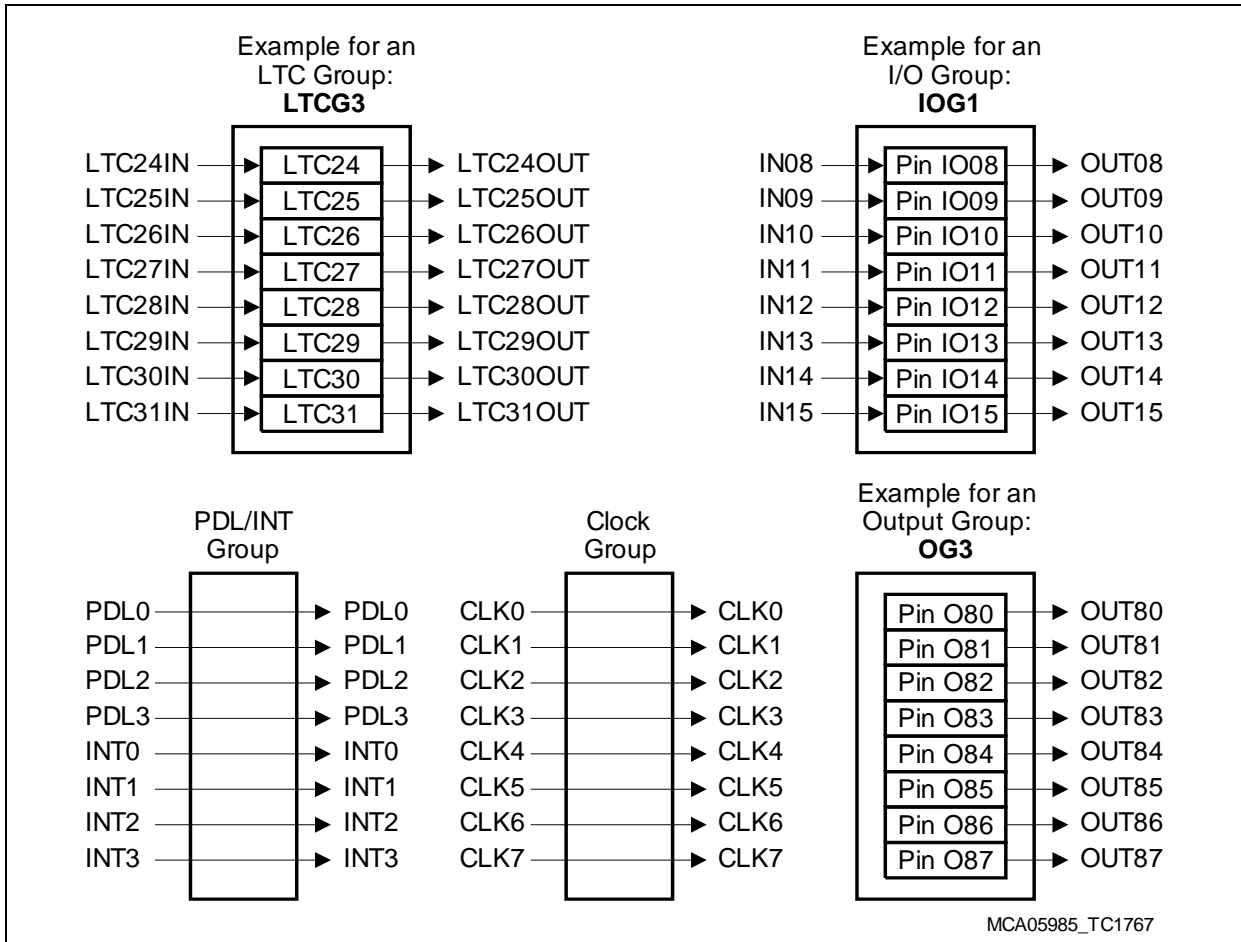 Example for an
LTC Group:
LTCG3
LTC24IN LTC24 LTC24OUT
LTC25IN LTC25 LTC25OUT
LTC26IN LTC26 LTC26OUT
LTC27IN LTC27 LTC27OUT
LTC28IN LTC28 LTC28OUT
LTC29IN LTC29 LTC29OUT
LTC30IN LTC30 LTC30OUT
LTC31IN LTC31 LTC31OUT
Example for an
I/O Group:
IOG1
IN08 Pin IO08 OUT08
IN09 Pin IO09 OUT09
IN10 Pin IO10 OUT10
IN11 Pin IO11 OUT11
IN12 Pin IO12 OUT12
IN13 Pin IO13 OUT13
IN14 Pin IO14 OUT14
IN15 Pin IO15 OUT15
PDL/INT
Group
PDL0 PDL0
PDL1 PDL1
PDL2 PDL2
PDL3 PDL3
INT0 INT0
INT1 INT1
INT2 INT2
INT3 INT3
Clock
Group
CLK0 CLK0
CLK1 CLK1
CLK2 CLK2
CLK3 CLK3
CLK4 CLK4
CLK5 CLK5
CLK6 CLK6
CLK7 CLK7
Example for an
Output Group:
OG3
Pin O80 OUT80
Pin O81 OUT81
Pin O82 OUT82
Pin O83 OUT83
Pin O84 OUT84
Pin O85 OUT85
Pin O86 OUT86
Pin O87 OUT87
MCA05985_TC1767